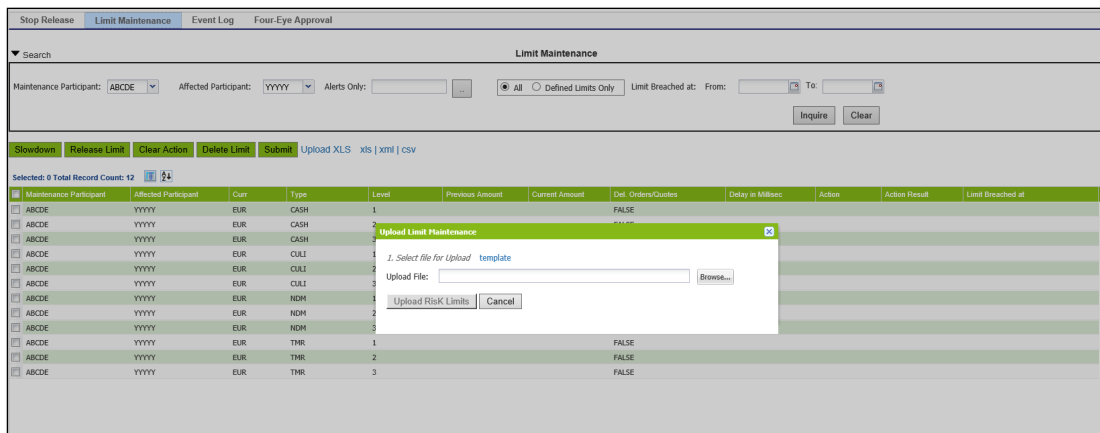 Stop Release Limit Maintenance Event Log Four-Eye Approval
Search Limit Maintenance
Maintenance Participant: ABCDE Affected Participant: YYYYY Alerts Only: .. All Defined Limits Only Limit Breached at: From: To:
Inquire Clear
Slowdown Release Limit Clear Action Delete Limit Submit Upload XLS xls | xml | csv
Selected: 0 Total Record Count: 12
Maintenance Participant Affected Participant Curr Type Level Previous Amount Current Amount Del. Orders/Quotes Delay in Millisec Action Action Result Limit Breached at
ABCDE YYYYY EUR CASH 1 FALSE
ABCDE YYYYY EUR CASH 2
ABCDE YYYYY EUR CASH 3
ABCDE YYYYY EUR CULI 1
ABCDE YYYYY EUR CULI 2
ABCDE YYYYY EUR CULI 3
ABCDE YYYYY EUR NDM 1
ABCDE YYYYY EUR NDM 2
ABCDE YYYYY EUR NDM 3
ABCDE YYYYY EUR TMR 1 FALSE
ABCDE YYYYY EUR TMR 2 FALSE
ABCDE YYYYY EUR TMR 3 FALSE
Upload Limit Maintenance
1. Select file for Upload template
Upload File: Browse...
Upload RisK Limits Cancel